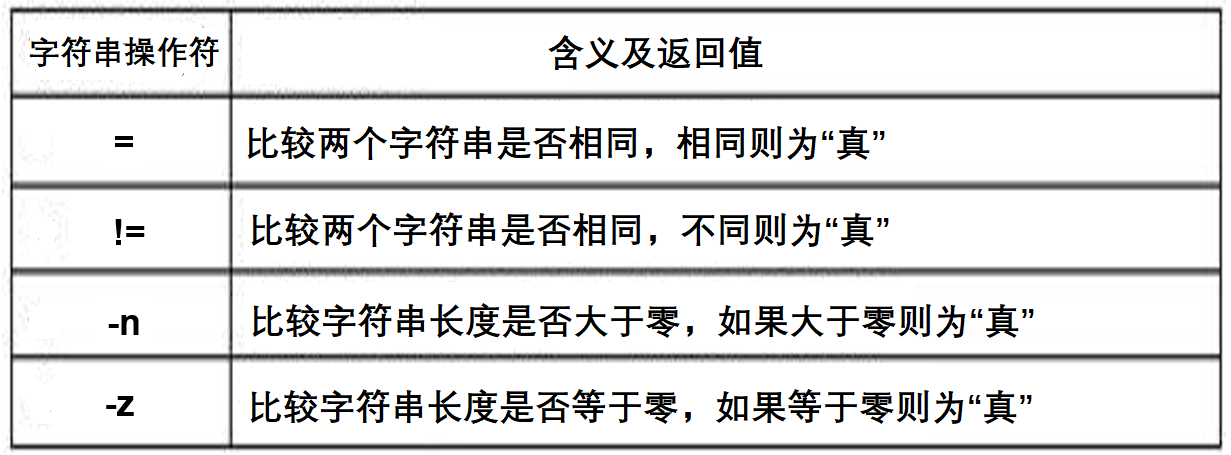 字符串操作符 含义及返回值
= 比较两个字符串是否相同，相同则为“真”
!= 比较两个字符串是否相同，不同则为“真”
-n 比较字符串长度是否大于零，如果大于零则为“真”
-z 比较字符串长度是否等于零，如果等于零则为“真”